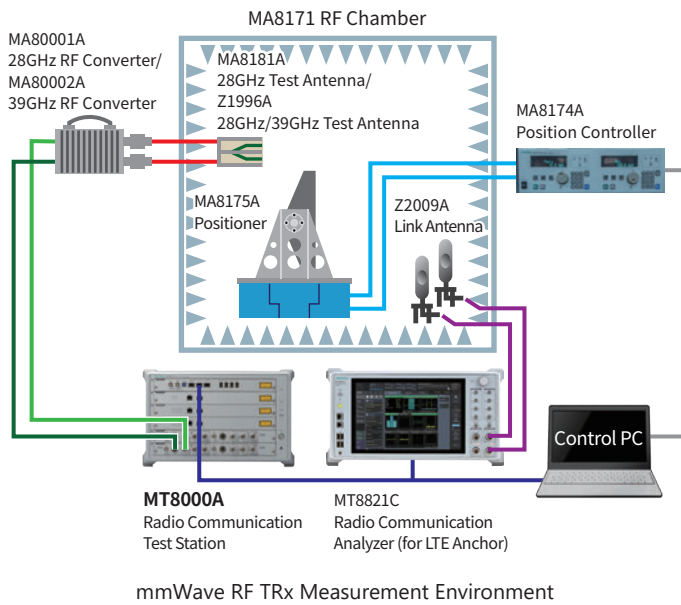 MA8171 RF Chamber
MA80001A
28GHz RF Converter/
MA80002A
39GHz RF Converter
MA8181A
28GHz Test Antenna/
Z1996A
28GHz/39GHz Test Antenna
MA8174A
Position Controller
MA8175A
Positioner
Z2009A
Link Antenna
Control PC
MT8000A
Radio Communication
Test Station
MT8821C
Radio Communication
Analyzer (for LTE Anchor)
mmWave RF TRx Measurement Environment